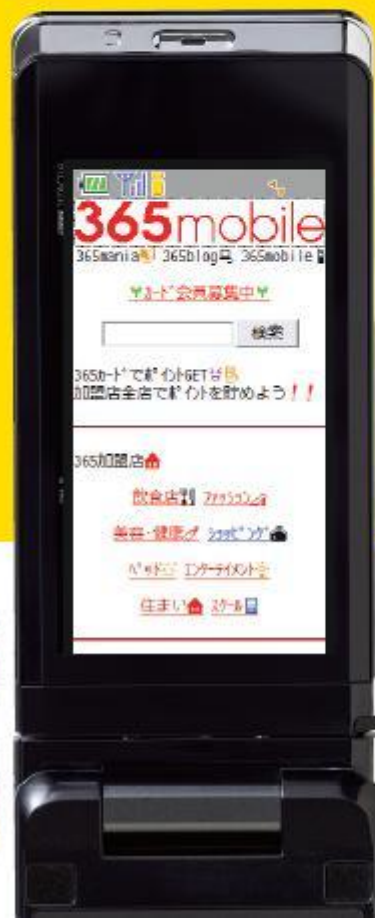 365mobile
365mania 365blog 365mobile
ｶｰﾄﾞ会員募集中
検索
365ｶｰﾄﾞでﾎﾟｲﾝﾄGET
加盟店全店でﾎﾟｲﾝﾄを貯めよう！！
365加盟店
飲食店 ﾌｧｯｼｮﾝ
美容・健康 ｼｮｯﾋﾟﾝｸﾞ
ﾍﾟｯﾄﾞ ｴﾝﾀｰﾃｲﾒﾝﾄ
住まい ｽｸｰﾙ